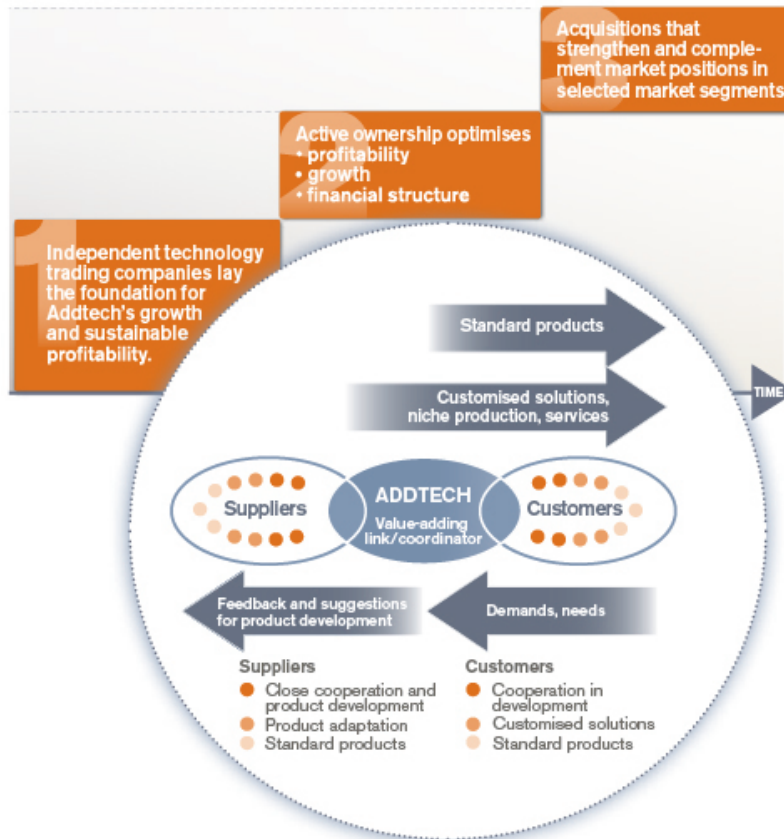 3
Acquisitions that
strengthen and comple-
ment market positions in
selected market segments
2
Active ownership optimises
• profitability
• growth
• financial structure
1
Independent technology
trading companies lay
the foundation for
Addtech's growth
and sustainable
profitability.
Standard products
TIME
Customised solutions,
niche production, services
Suppliers
ADDTECH
Value-adding
link/coordinator
Customers
Feedback and suggestions
for product development
Demands, needs
Suppliers
Close cooperation and
product development
Product adaptation
Standard products
Customers
Cooperation in
development
Customised solutions
Standard products